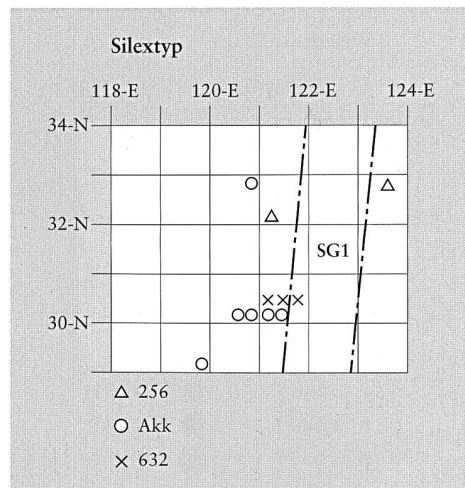 Silextyp
118-E 120-E 122-E 124-E
34-N
32-N
SG1
30-N
256
Akk
632